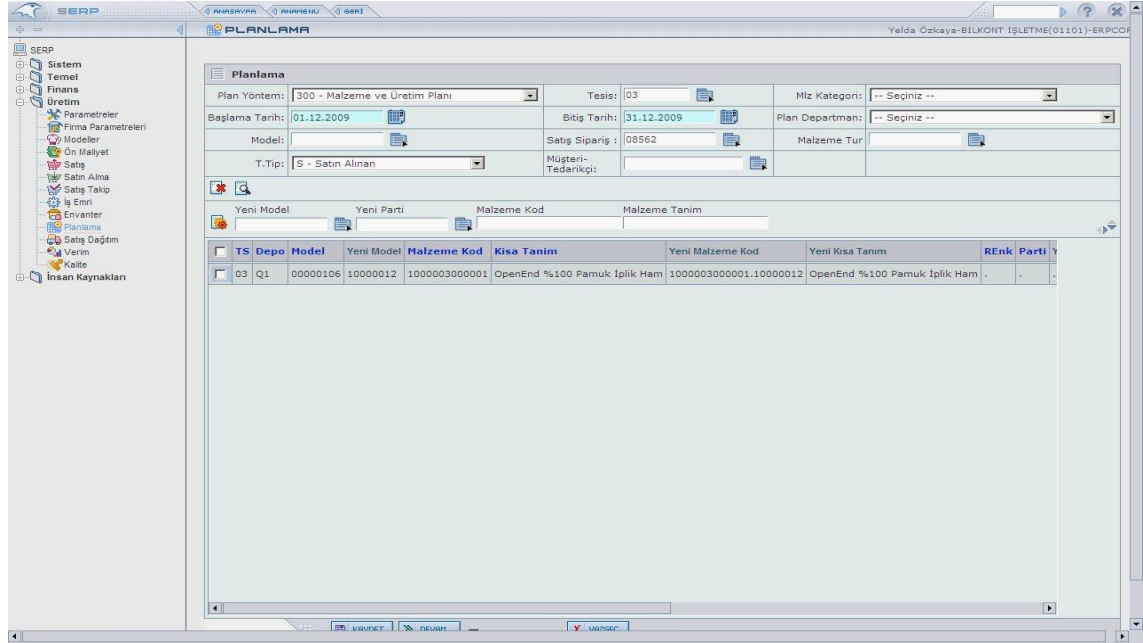 SERP
ANASAYFA ANAMENU GERİ
PLANLAMA
Yelda Özkaya-BİLKONT İŞLETME(01101)-ERPCOF
SERP
Sistem
Temel
Finans
Üretim
Parametreler
Firma Parametreleri
Modeller
Ön Maliyet
Satış
Satın Alma
Satış Takip
İş Emri
Envanter
Planlama
Satış Dağıtım
Verim
Kalite
İnsan Kaynakları
Planlama
Plan Yöntem: 300 - Malzeme ve Üretim Planı Tesis: 03 Mlz Kategori: -- Seçiniz --
Başlama Tarih: 01.12.2009 Bitiş Tarih: 31.12.2009 Plan Departman: -- Seçiniz --
Model: Satış Sipariş : 08562 Malzeme Tur
T.Tip: S - Satın Alınan Müşteri-
Tedarikçi:
Yeni Model Yeni Parti Malzeme Kod Malzeme Tanim
TS Depo Model Yeni Model Malzeme Kod Kisa Tanim Yeni Malzeme Kod Yeni Kısa Tanım REnk Parti Y
03 Q1 00000106 10000012 1000003000001 OpenEnd %100 Pamuk İplik Ham 1000003000001.10000012 OpenEnd %100 Pamuk İplik Ham . . .
KAYDET DEVAM VAZGEÇ